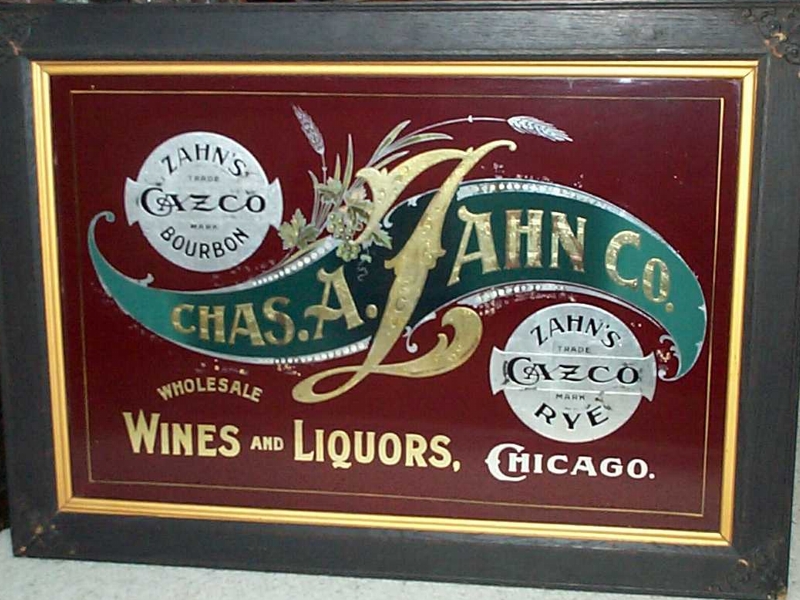 ZAHN'S
TRADE
CAZCO
MARK
BOURBON
CHAS. A. ZAHN CO.
ZAHN'S
TRADE
CAZCO
MARK
RYE
WHOLESALE
WINES AND LIQUORS,
CHICAGO.